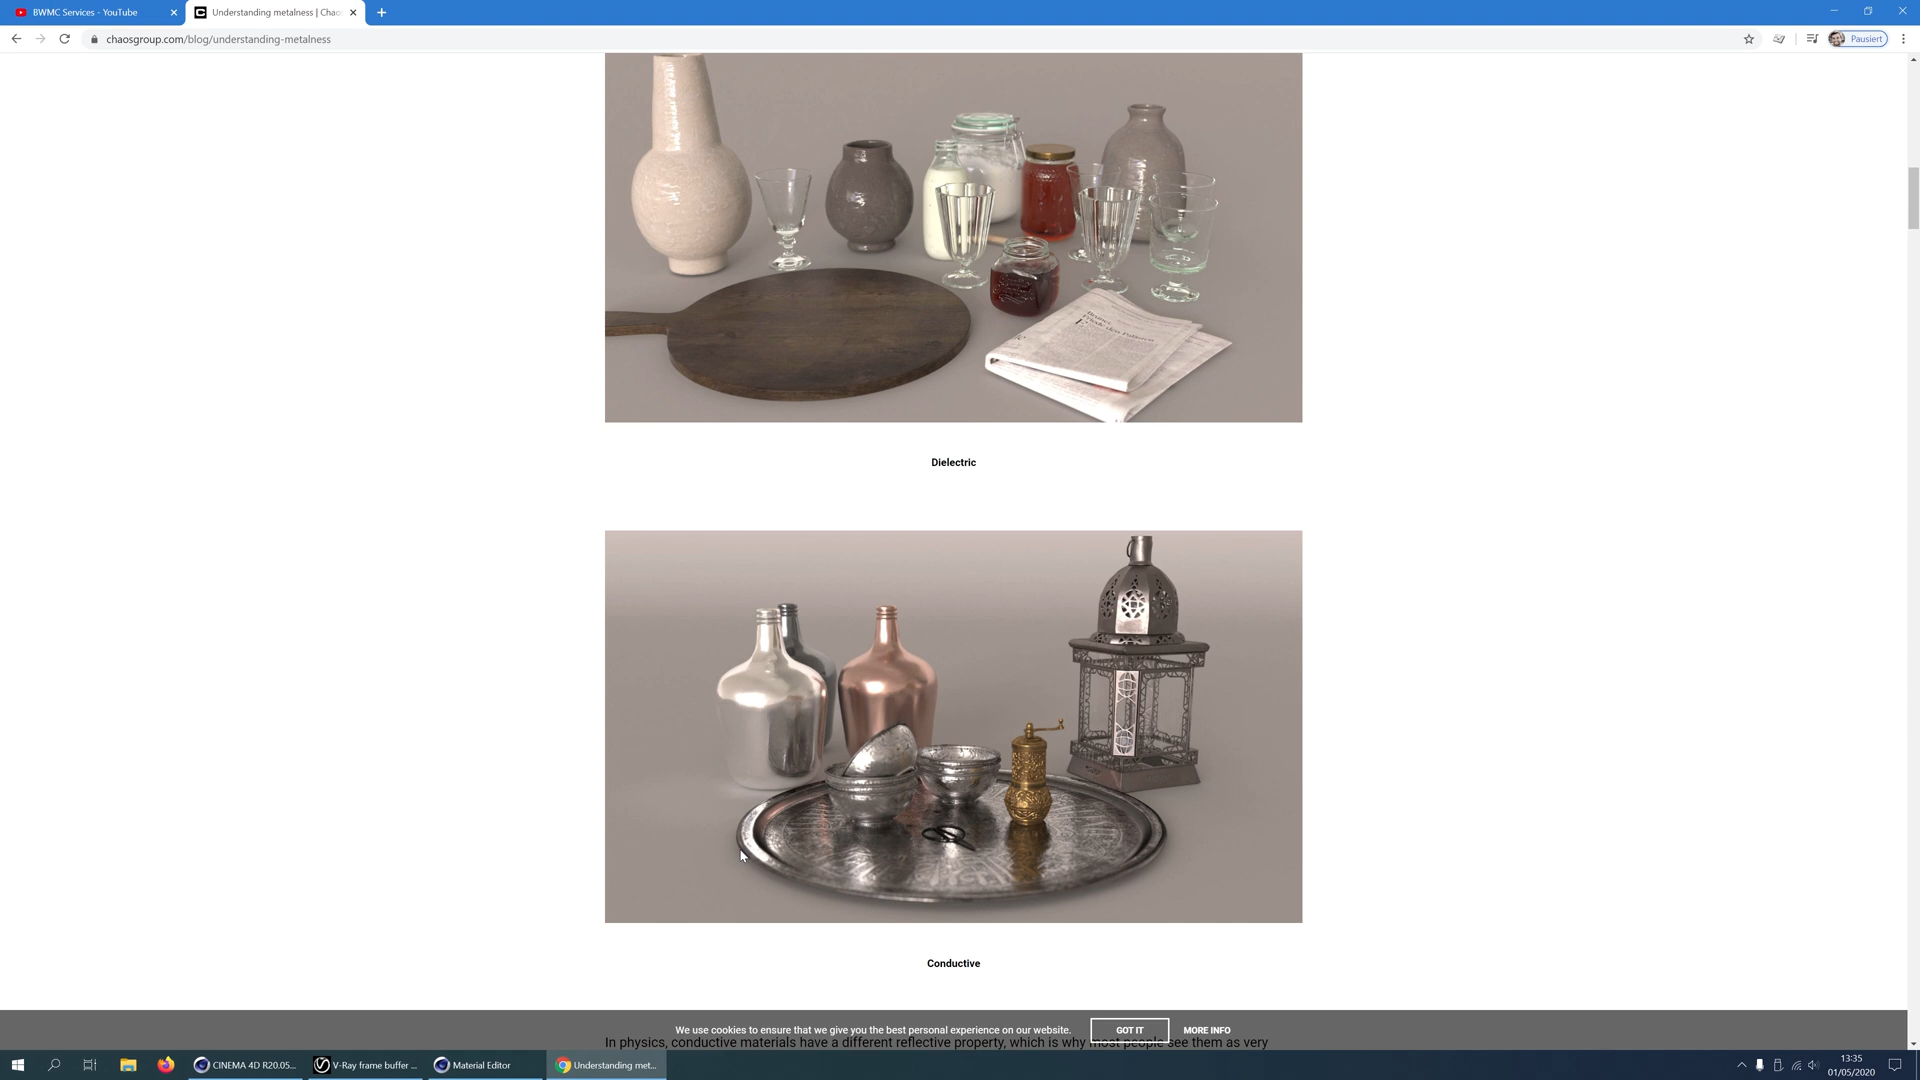 BWMC Services - YouTube
Understanding metalness | Chao
chaosgroup.com/blog/understanding-metalness
Pausiert
Dielectric
Conductive
We use cookies to ensure that we give you the best personal experience on our website.
GOT IT
MORE INFO
In physics, conductive materials have a different reflective property, which is why most people see them as very
CINEMA 4D R20.05...
V-Ray frame buffer ...
Material Editor
Understanding met...
13:35
01/05/2020